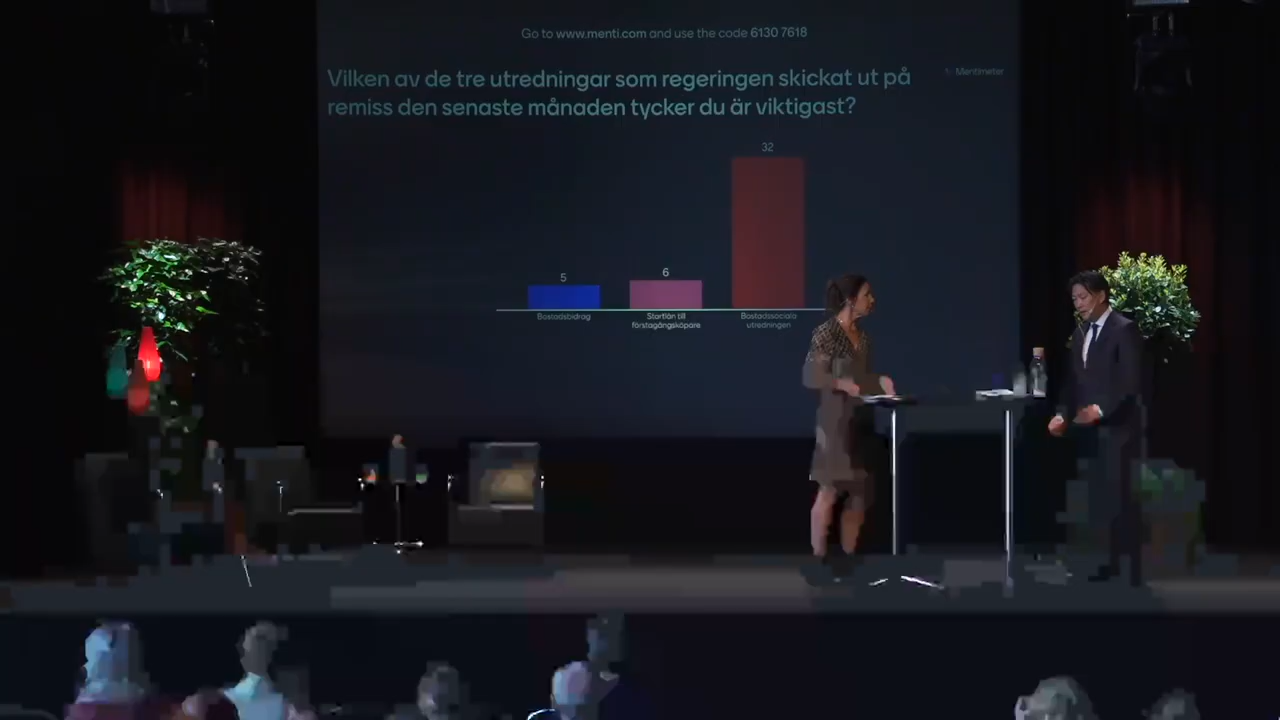 Go to www.menti.com and use the code 6130 7618
Mentimeter
Vilken av de tre utredningar som regeringen skickat ut på
remiss den senaste månaden tycker du är viktigast?
32
5
6
Bostadsbidrag
Startlån till
förstagångsköpare
Bostadssociala
utredningen